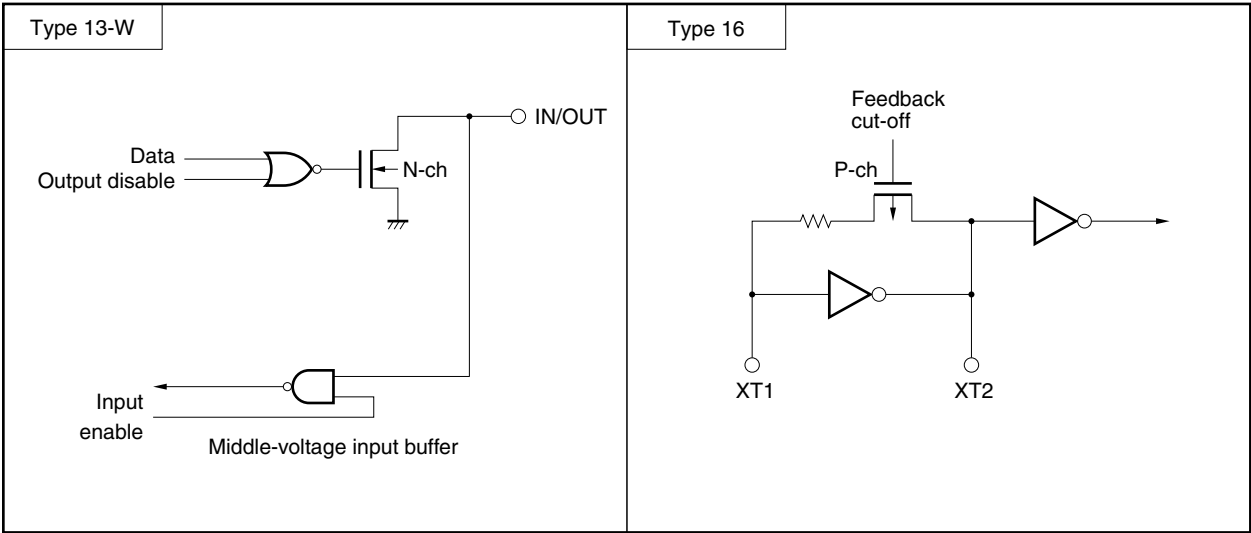 Type 13-W
IN/OUT
Data
Output disable
N-ch
Input
enable
Middle-voltage input buffer
Type 16
Feedback
cut-off
P-ch
XT1
XT2